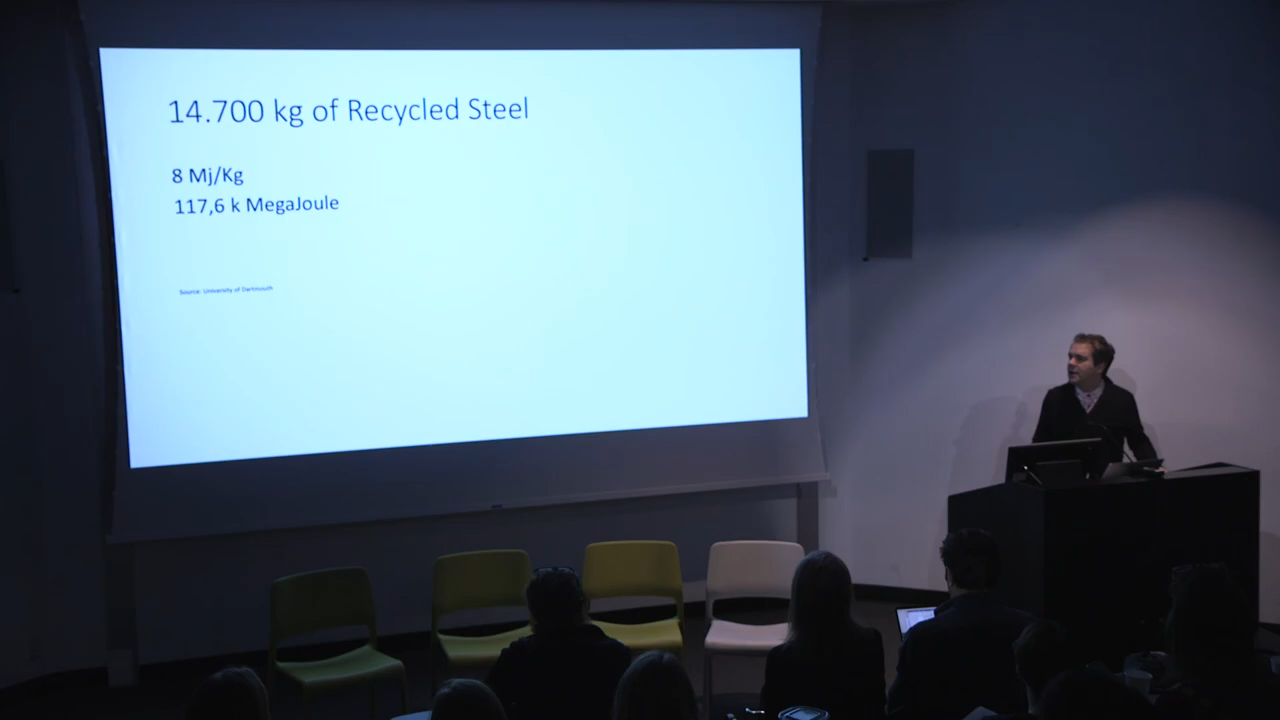 14.700 kg of Recycled Steel
8 Mj/Kg
117,6 k MegaJoule
Source: University of Dartmouth